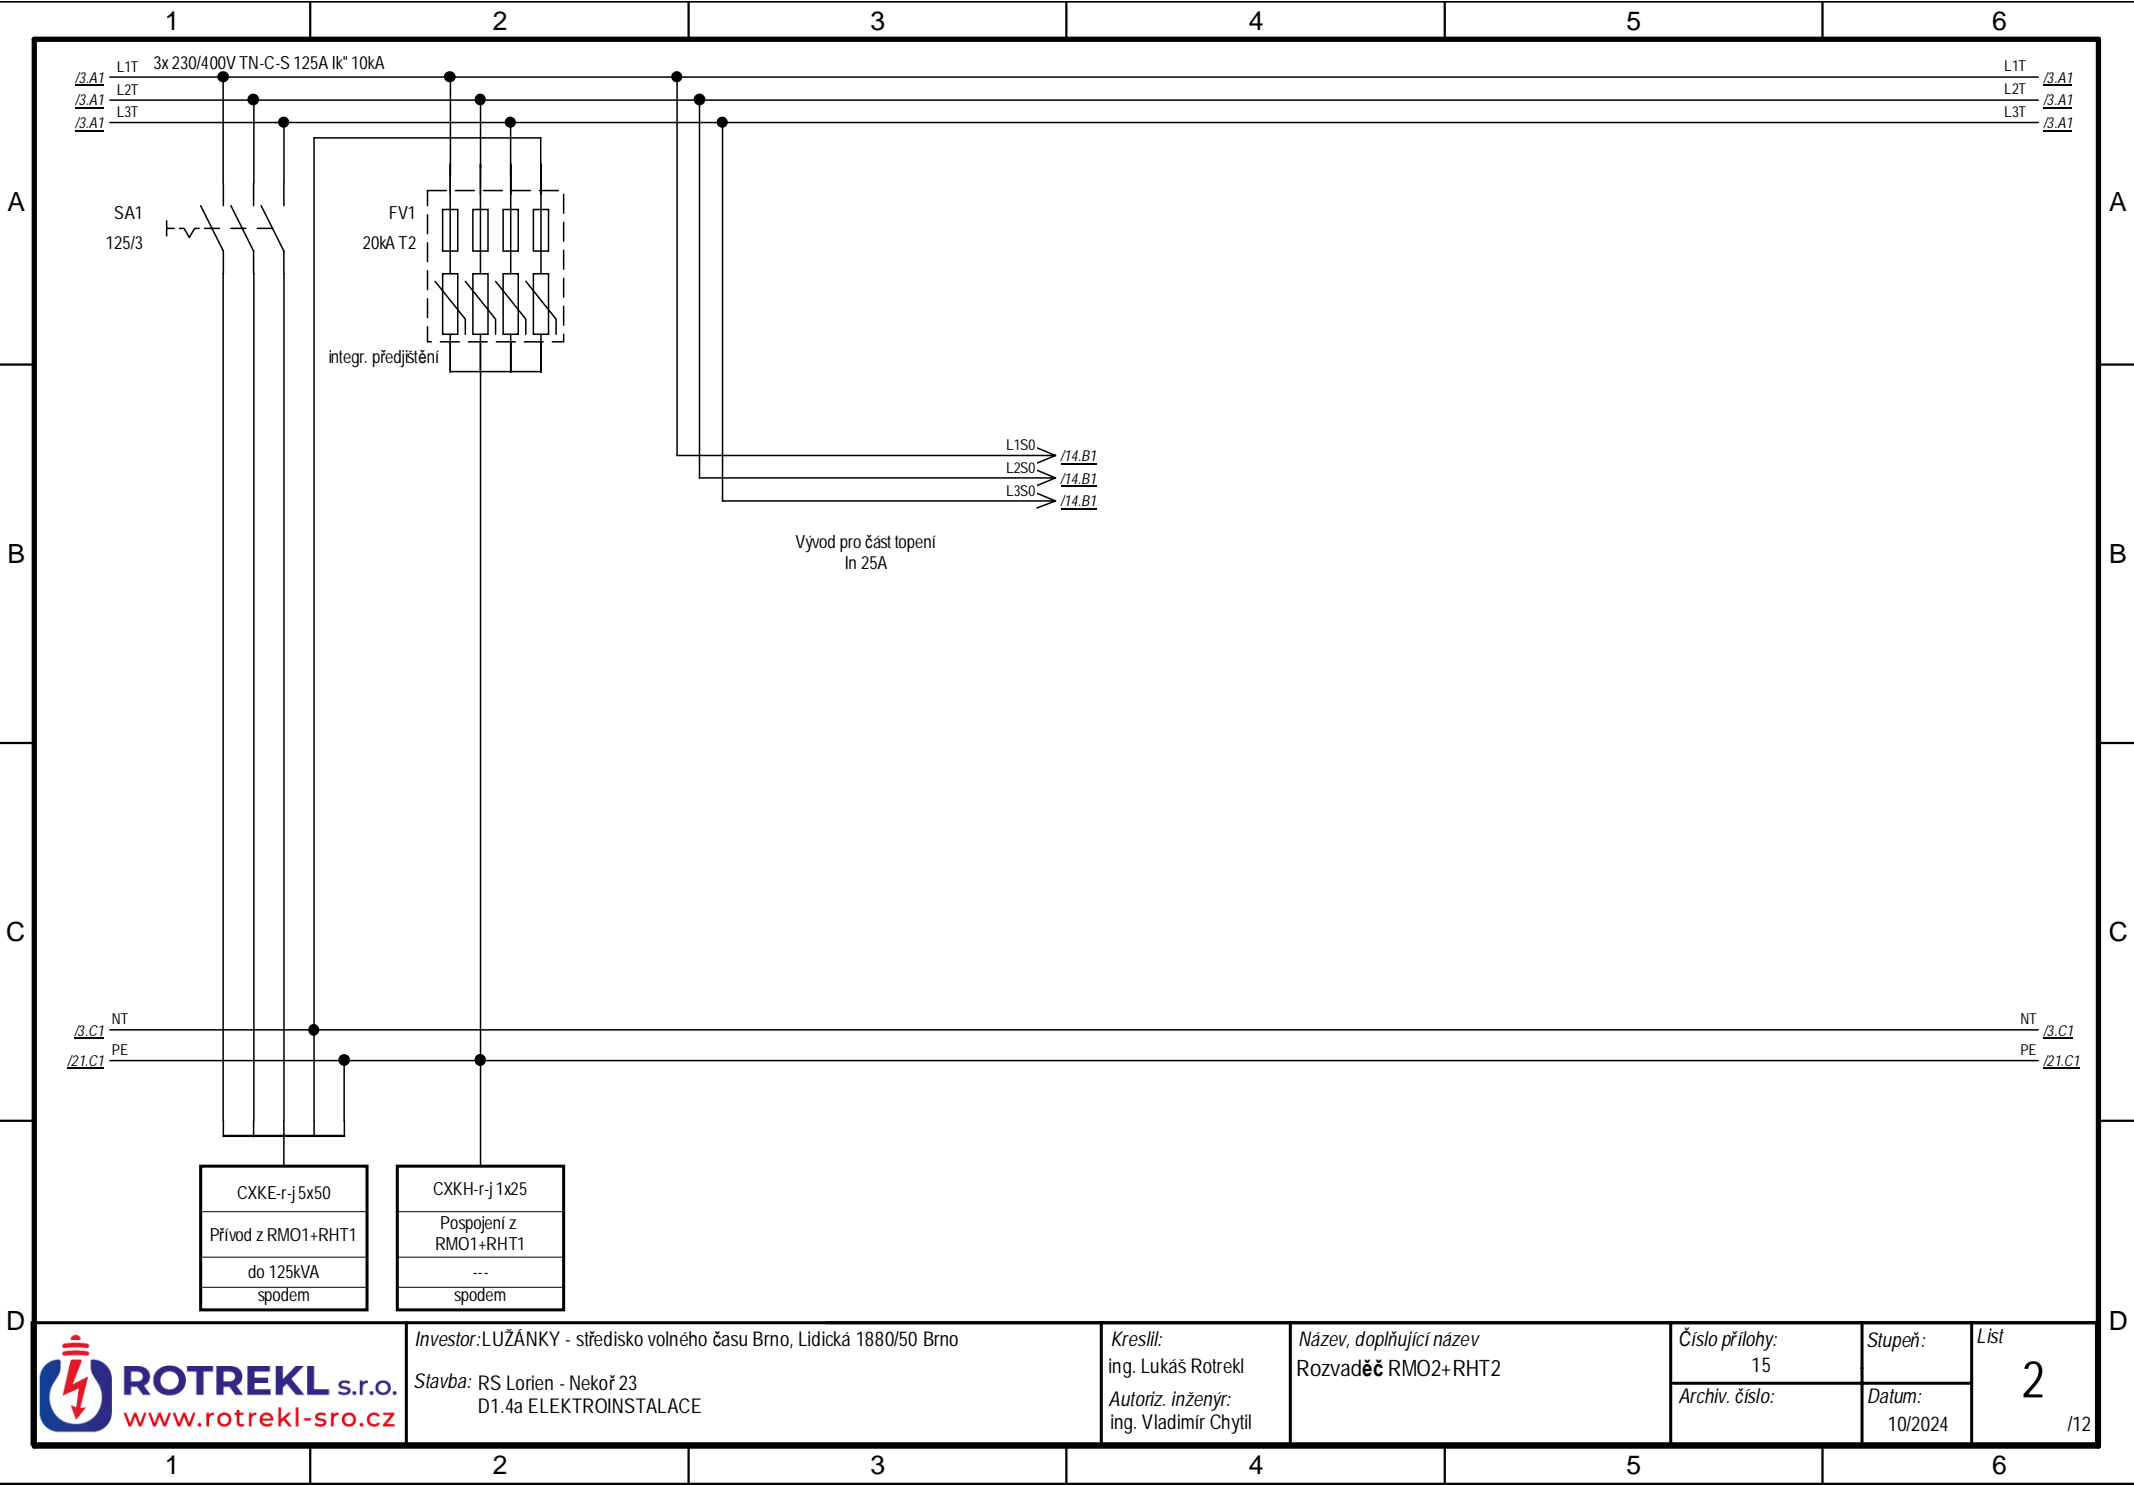 1 2 3 4 5 6
L1T 3x 230/400V TN-C-S 125A Ik" 10kA L1T
/3.A1 /3.A1
L2T L2T
/3.A1 /3.A1
L3T L3T
/3.A1 /3.A1
A A
SA1
125/3
FV1
20kA T2
integr. předjištění
L1S0 /14.B1
L2S0 /14.B1
L3S0 /14.B1
Vývod pro část topení
In 25A
B B
C C
NT NT
/3.C1 /3.C1
PE PE
/21.C1 /21.C1
CXKE-r-j 5x50
Přívod z RMO1+RHT1
do 125kVA
spodem
CXKH-r-j 1x25
Pospojení z
RMO1+RHT1
---
spodem
D D
ROTREKL s.r.o.
www.rotrekl-sro.cz
Investor: LUŽÁNKY - středisko volného času Brno, Lidická 1880/50 Brno
Stavba: RS Lorien - Nekoř 23
D1.4a ELEKTROINSTALACE
Kreslil:
ing. Lukáš Rotrekl
Autoriz. inženýr:
ing. Vladimír Chytil
Název, doplňující název
Rozvaděč RMO2+RHT2
Číslo přílohy:
15
Archiv. číslo:
Stupeň:
Datum:
10/2024
List
2
/12
1 2 3 4 5 6